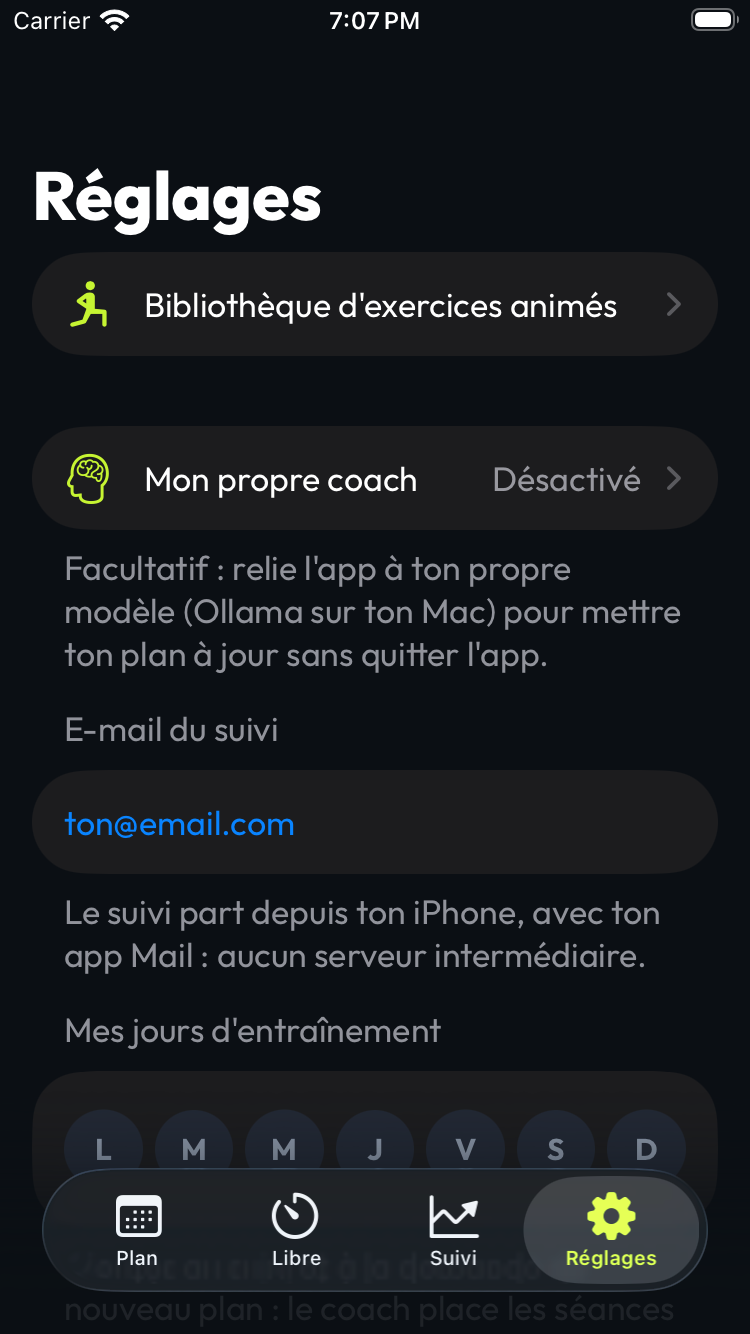 Carrier 7:07 PM
Réglages
Bibliothèque d'exercices animés
Mon propre coach Désactivé
Facultatif : relie l'app à ton propre
modèle (Ollama sur ton Mac) pour mettre
ton plan à jour sans quitter l'app.
E-mail du suivi
ton@email.com
Le suivi part depuis ton iPhone, avec ton
app Mail : aucun serveur intermédiaire.
Mes jours d'entraînement
L M M J V S D
Plan Libre Suivi Réglages
nouveau plan : le coach place les séances